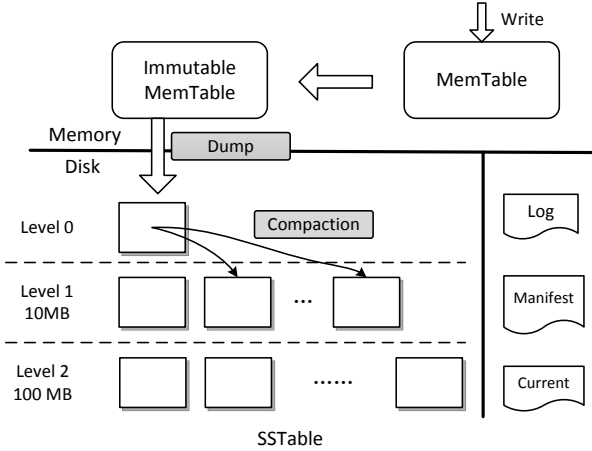 Write
Immutable
MemTable
MemTable
Memory
Dump
Disk
Level 0
Compaction
Log
Level 1
10MB
...
Manifest
Level 2
100 MB
......
Current
SSTable